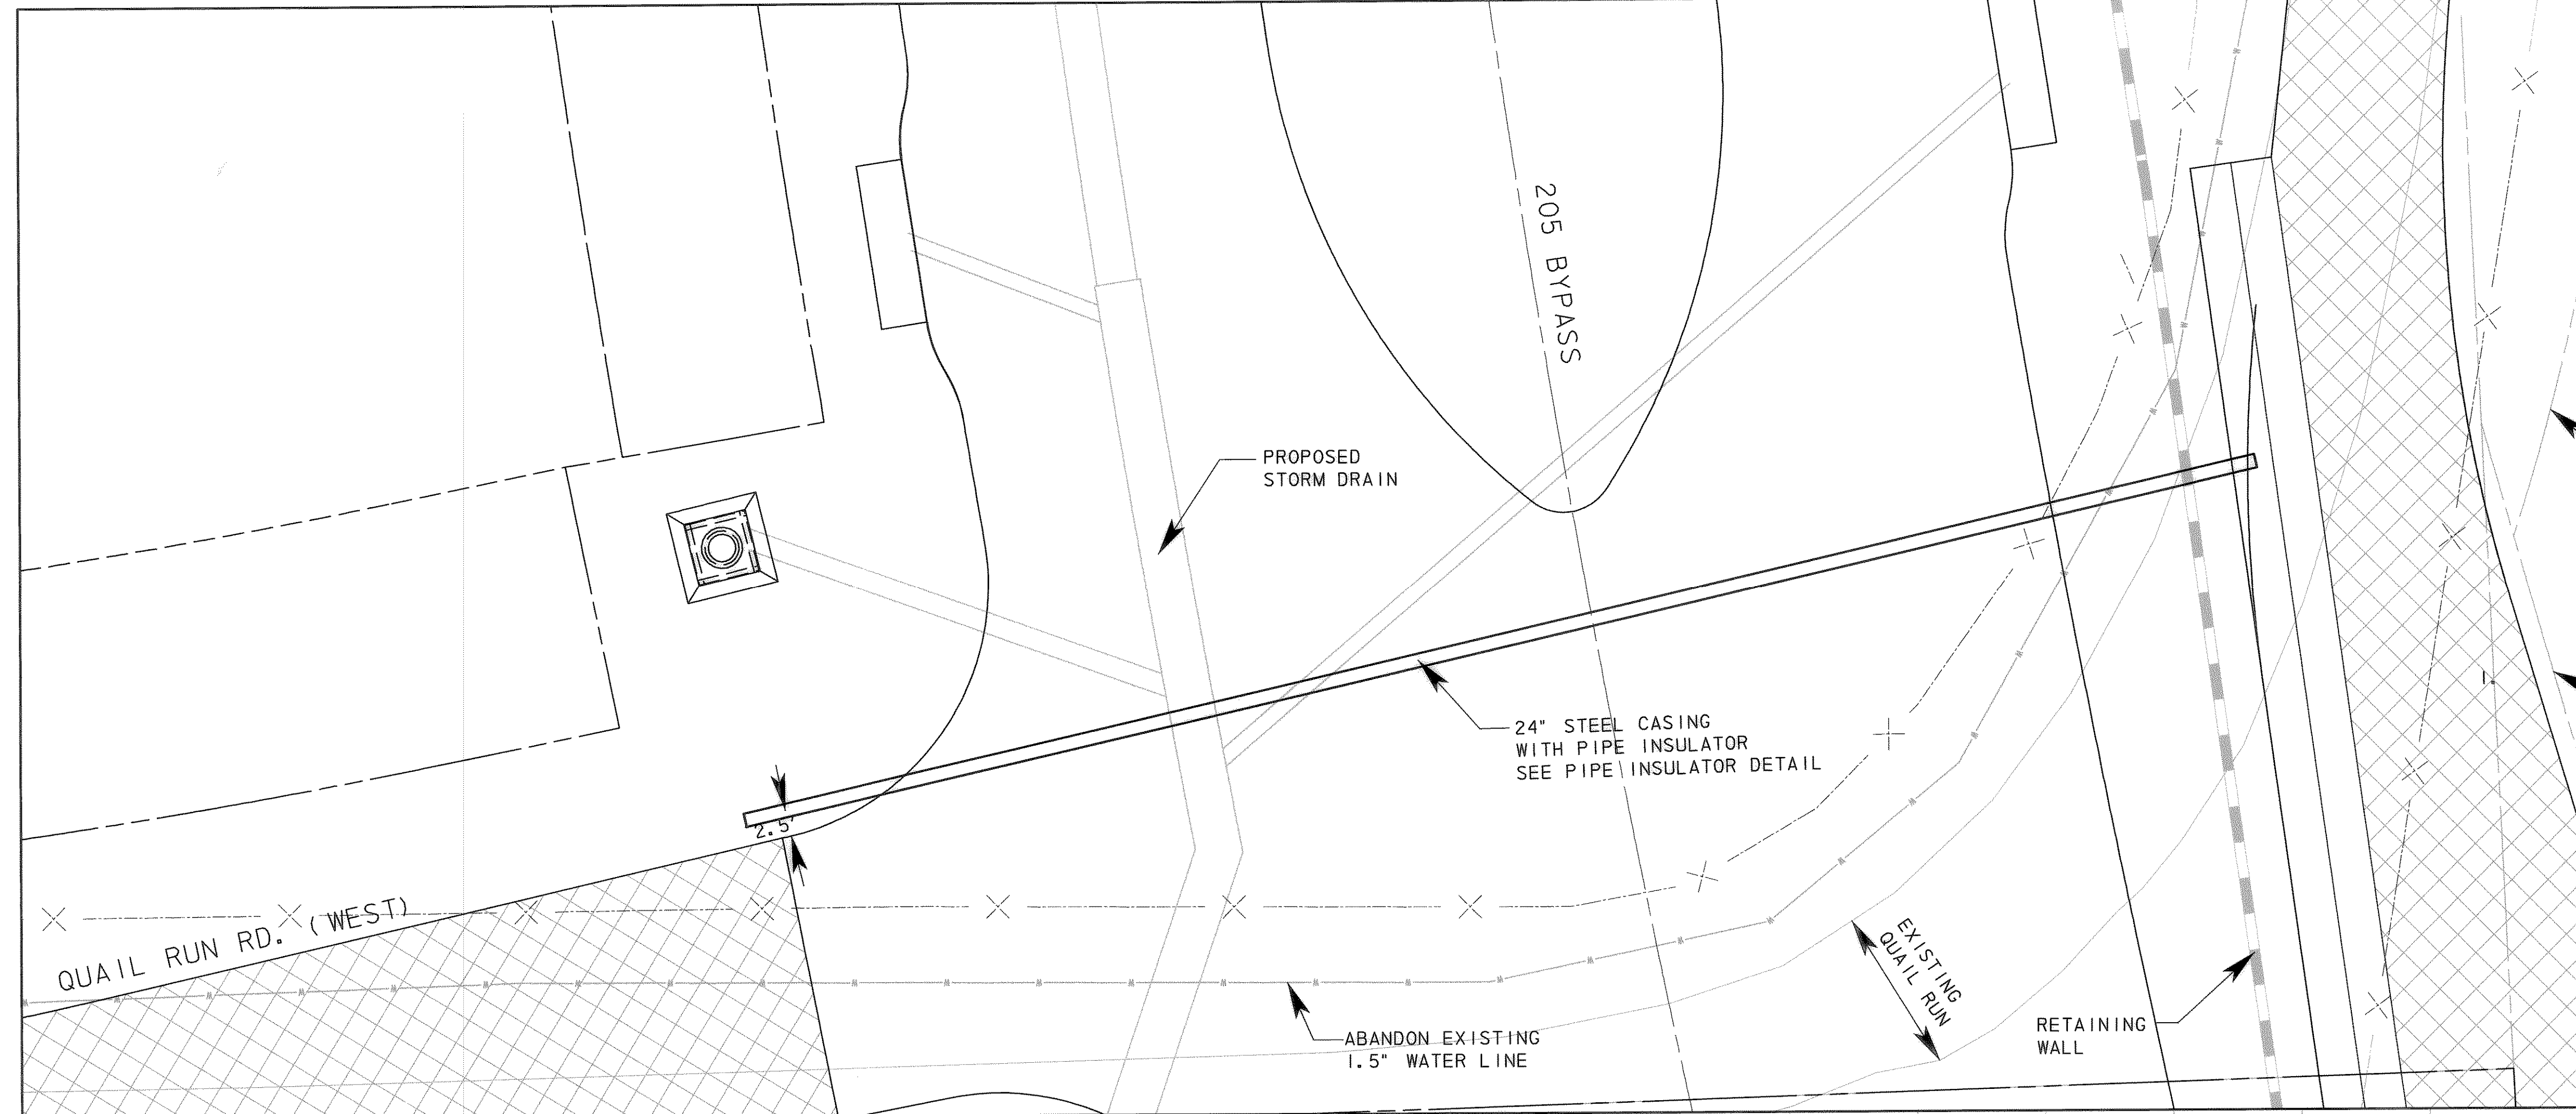 205 BYPASS
PROPOSED
STORM DRAIN
24" STEEL CASING
WITH PIPE INSULATOR
SEE PIPE INSULATOR DETAIL
2.5'
QUAIL RUN RD. (WEST)
EXISTING
QUAIL RUN
ABANDON EXISTING
1.5" WATER LINE
RETAINING
WALL